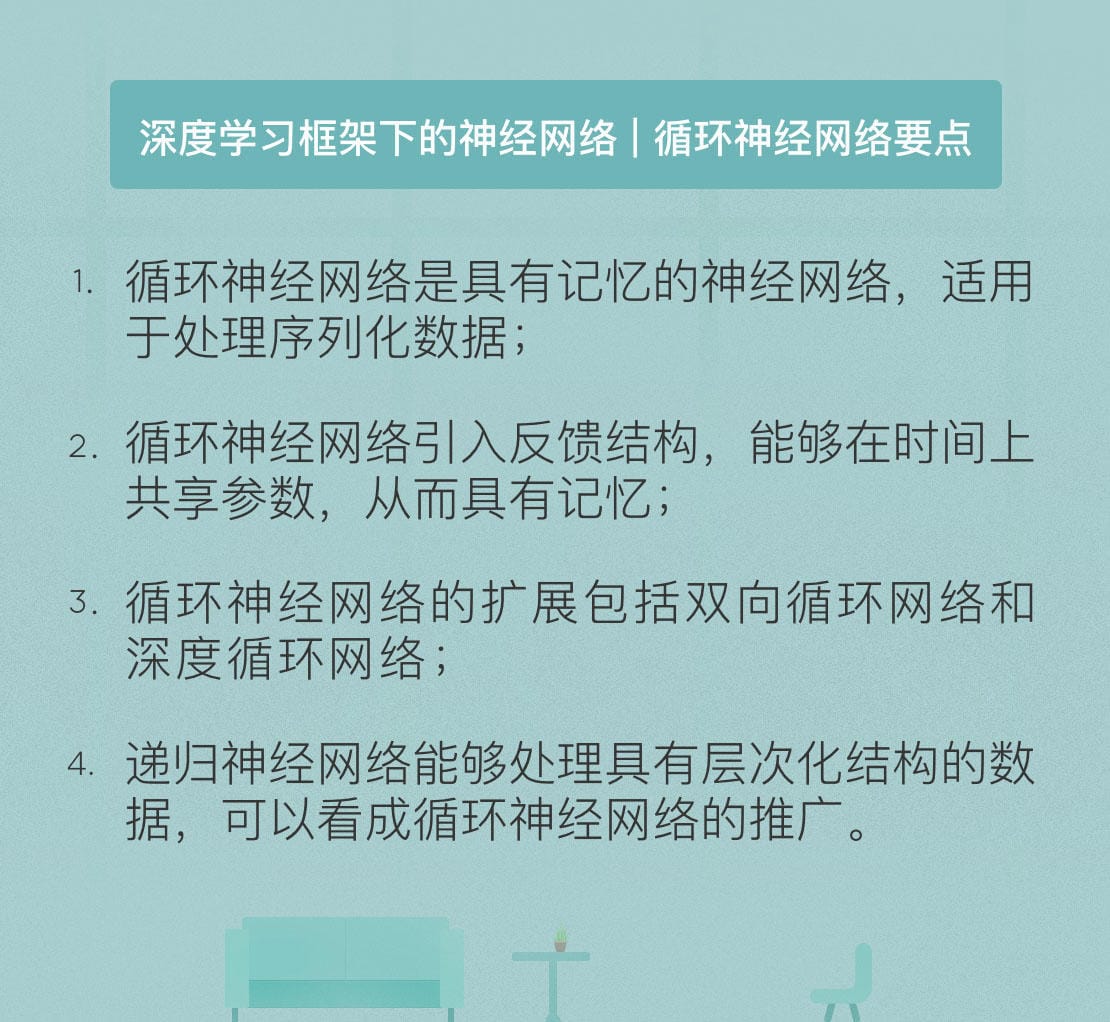 深度学习框架下的神经网络 | 循环神经网络要点
1. 循环神经网络是具有记忆的神经网络，适用
于处理序列化数据；
2. 循环神经网络引入反馈结构，能够在时间上
共享参数，从而具有记忆；
3. 循环神经网络的扩展包括双向循环网络和
深度循环网络；
4. 递归神经网络能够处理具有层次化结构的数
据，可以看成循环神经网络的推广。